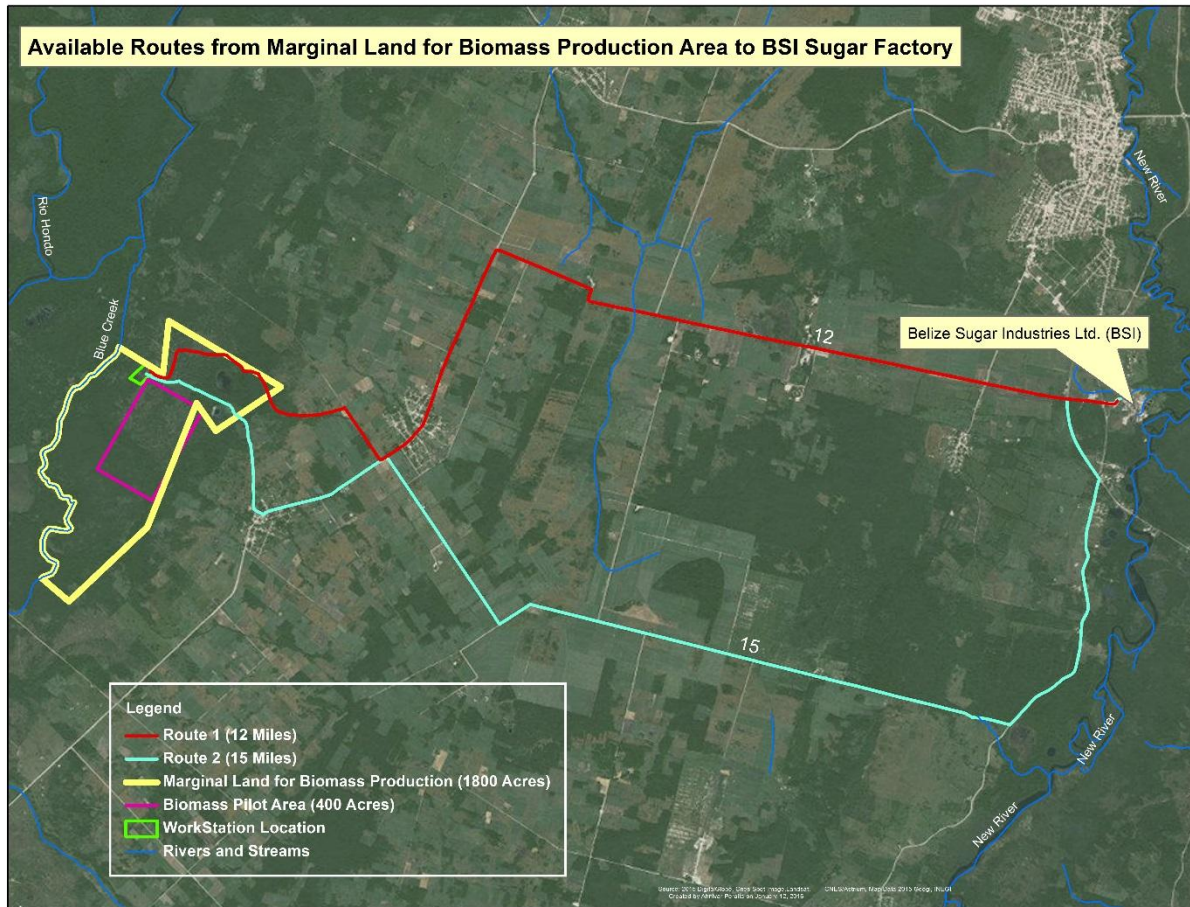 Available Routes from Marginal Land for Biomass Production Area to BSI Sugar Factory
New River
Rio Hondo
Blue Creek
12
Belize Sugar Industries Ltd. (BSI)
15
New River
New River
Legend
Route 1 (12 Miles)
Route 2 (15 Miles)
Marginal Land for Biomass Production (1800 Acres)
Biomass Pilot Area (400 Acres)
WorkStation Location
Rivers and Streams